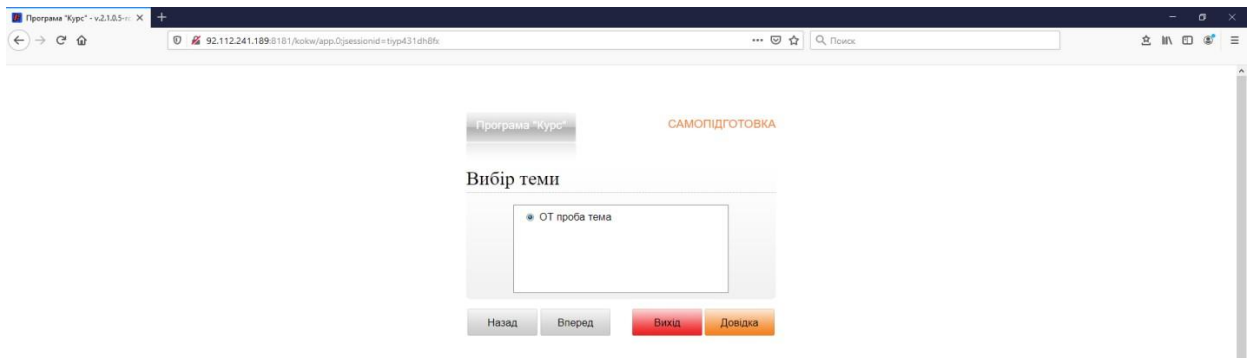 Програма "Курс" - v.2.1.0.5-rc
92.112.241.189:8181/kokw/app.0;jsessionid=tiyp431dh8fx
Поиск
Програма "Курс"
САМОПІДГОТОВКА
Вибір теми
ОТ проба тема
Назад Вперед Вихід Довідка